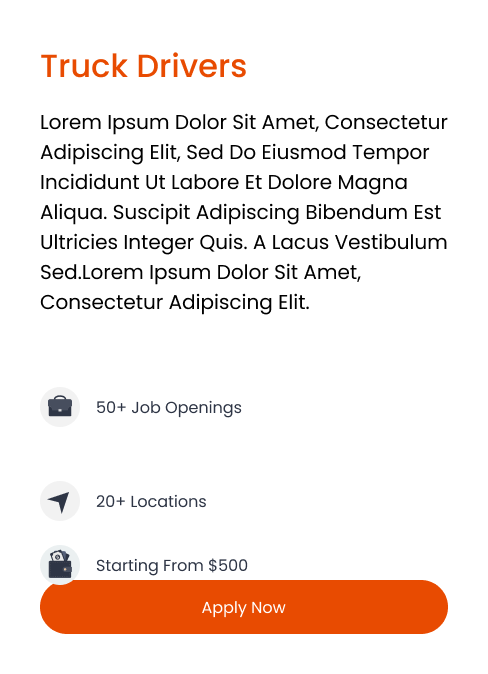 Truck Drivers
Lorem Ipsum Dolor Sit Amet, Consectetur
Adipiscing Elit, Sed Do Eiusmod Tempor
Incididunt Ut Labore Et Dolore Magna
Aliqua. Suscipit Adipiscing Bibendum Est
Ultricies Integer Quis. A Lacus Vestibulum
Sed.Lorem Ipsum Dolor Sit Amet,
Consectetur Adipiscing Elit.
50+ Job Openings
20+ Locations
Starting From $500
Apply Now